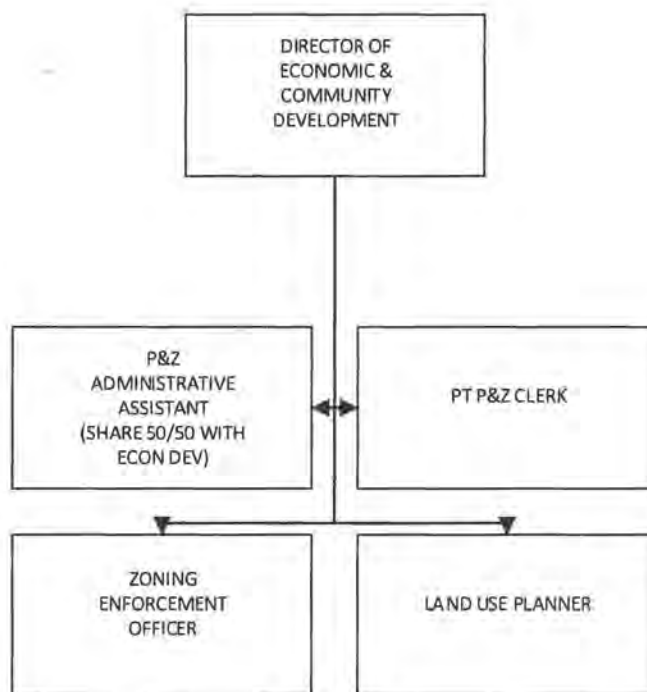 DIRECTOR OF
ECONOMIC &
COMMUNITY
DEVELOPMENT
P&Z
ADMINISTRATIVE
ASSISTANT
(SHARE 50/50 WITH
ECON DEV)
PT P&Z CLERK
ZONING
ENFORCEMENT
OFFICER
LAND USE PLANNER